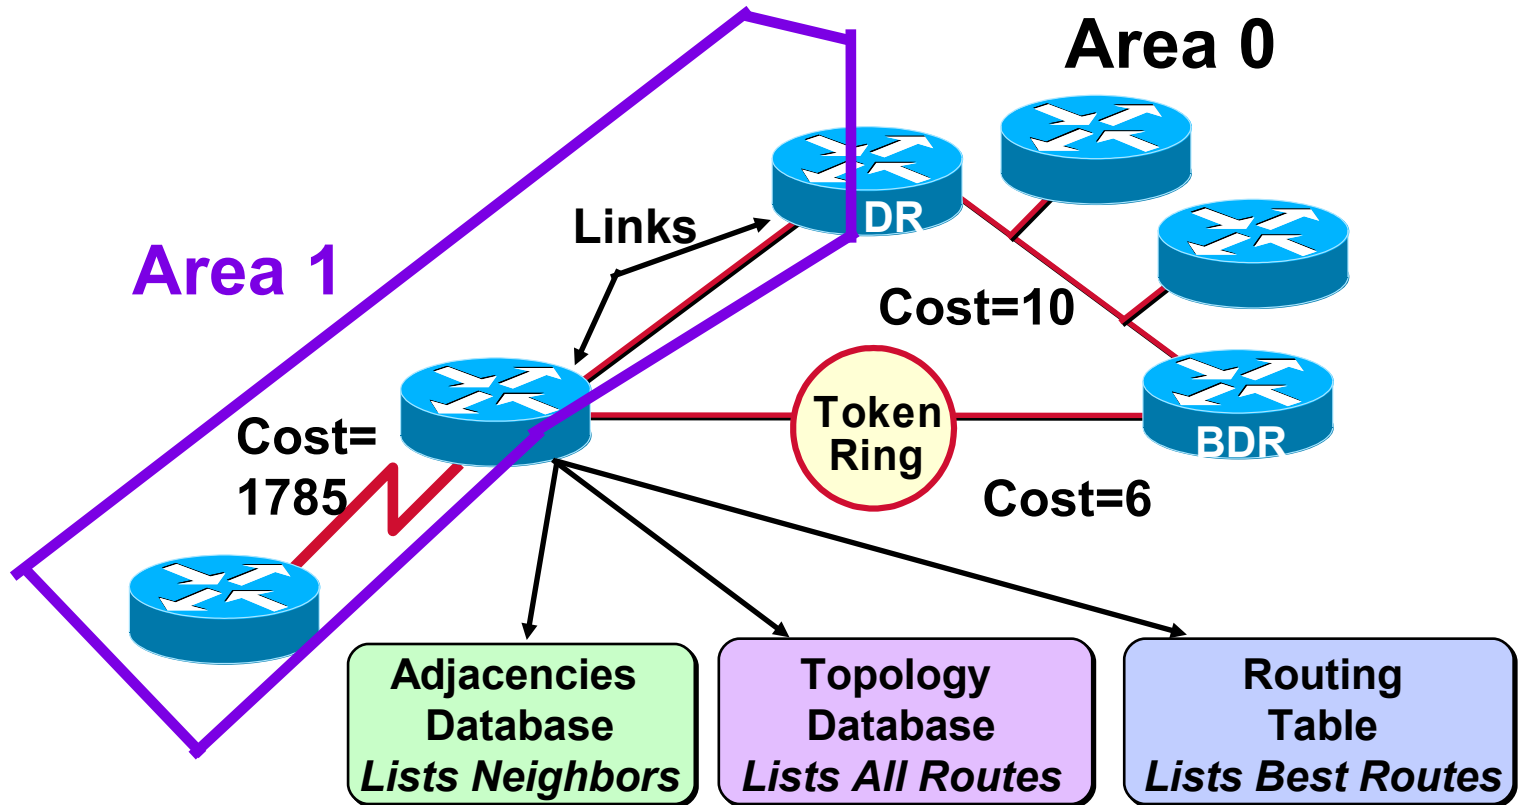 Area 0
DR
Links
Area 1
Cost=10
Token
Ring
BDR
Cost=
1785
Cost=6
Adjacencies
Database
Lists Neighbors
Topology
Database
Lists All Routes
Routing
Table
Lists Best Routes